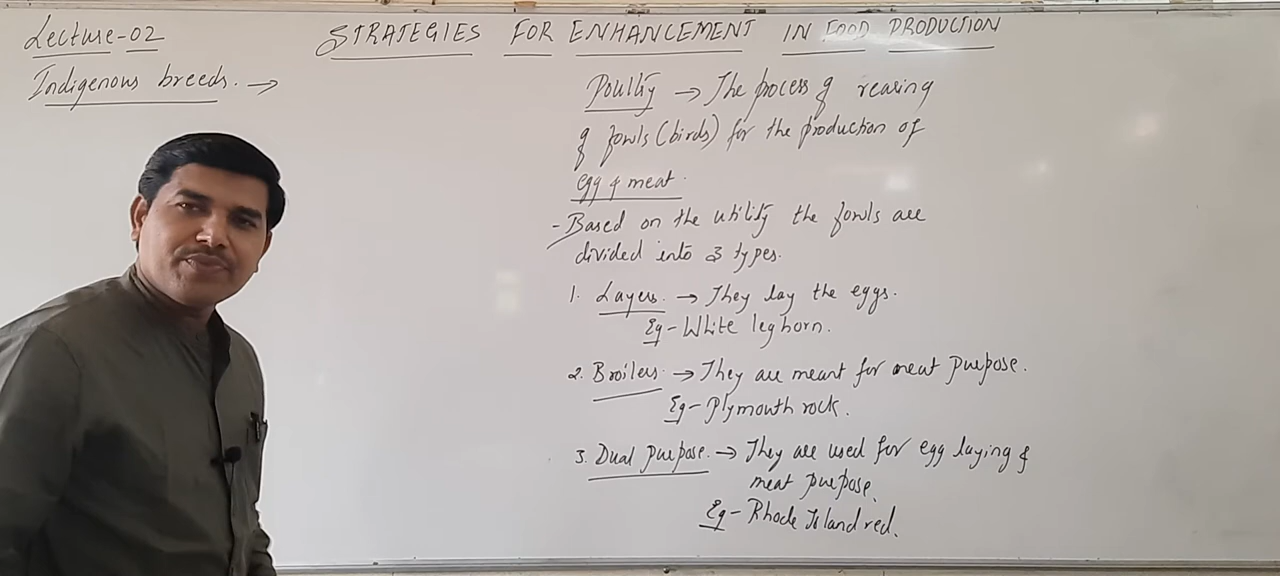 Lecture-02
STRATEGIES FOR ENHANCEMENT IN FOOD PRODUCTION
Indigenous breeds. →
Poultry → The process of rearing
of fowls (birds) for the production of
egg & meat.
- Based on the utility the fowls are
divided into 3 types.
1. Layers. → They lay the eggs.
Eg - White leghorn.
2. Broilers. → They are meant for meat purpose.
Eg - Plymouth rock.
3. Dual purpose. → They are used for egg laying &
meat purpose.
Eg - Rhode Island red.